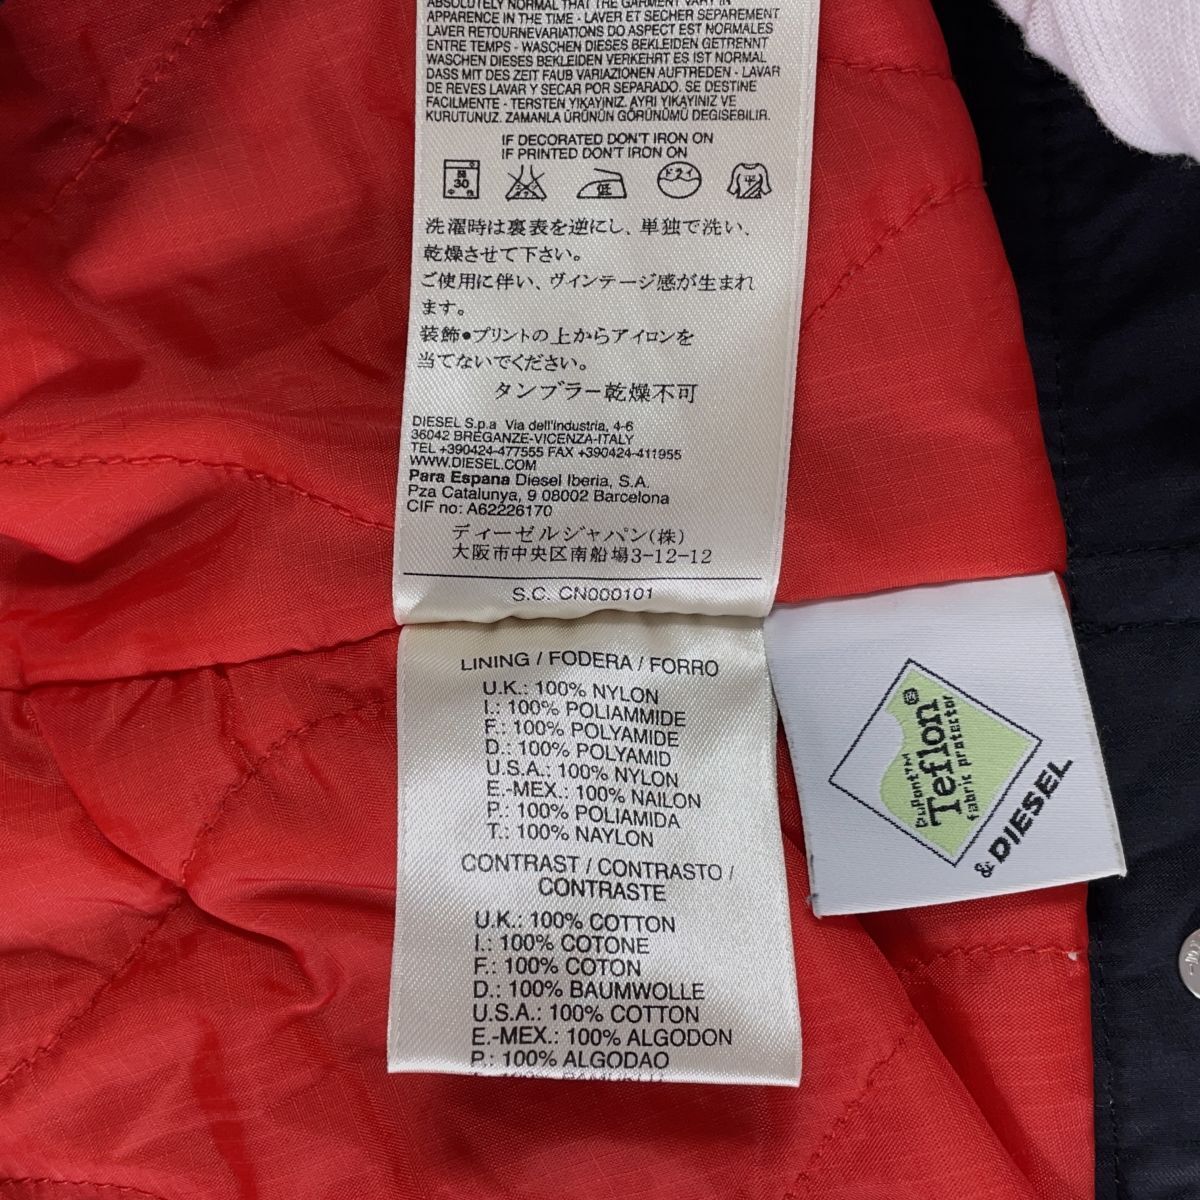 ABSOLUTELY NORMAL THAT THE GARMENT VARY IN
APPARENCE IN THE TIME - LAVER ET SECHER SEPAREMENT
LAVER RETOURNEVARIATIONS DO ASPECT EST NORMALES
ENTRE TEMPS - WASCHEN DIESES BEKLEIDEN GETRENNT
WASCHEN DIESES BEKLEIDEN VERKEHRT ES IST NORMAL
DASS MIT DES ZEIT FAUB VARIAZIONEN AUFTREDEN - LAVAR
DE REVES LAVAR Y SECAR POR SEPARADO. SE DESTINE
FACILMENTE - TERSTEN YIKAYINIZ. AYRI YIKAYINIZ VE
KURUTUNUZ. ZAMANLA ÜRÜNÜN GÖRÜNÜMÜ DEGISEBILIR.
IF DECORATED DON'T IRON ON
IF PRINTED DON'T IRON ON
30 中性
低
ドライ
洗濯時は裏表を逆にし、単独で洗い、
乾燥させて下さい。
ご使用に伴い、ヴィンテージ感が生まれ
ます。
装飾●プリントの上からアイロンを
当てないでください。
タンブラー乾燥不可
DIESEL S.p.a Via dell'industria, 4-6
36042 BREGANZE-VICENZA-ITALY
TEL +390424-477555 FAX +390424-411955
WWW.DIESEL.COM
Para Espana Diesel Iberia, S.A.
Pza Catalunya, 9 08002 Barcelona
CIF no: A62226170
ディーゼルジャパン(株)
大阪市中央区南船場3-12-12
S.C. CN000101
LINING / FODERA / FORRO
U.K.: 100% NYLON
I.: 100% POLIAMMIDE
F.: 100% POLYAMIDE
D.: 100% POLYAMID
U.S.A.: 100% NYLON
E.-MEX.: 100% NAILON
P.: 100% POLIAMIDA
T.: 100% NAYLON
CONTRAST / CONTRASTO /
CONTRASTE
U.K.: 100% COTTON
I.: 100% COTONE
F.: 100% COTON
D.: 100% BAUMWOLLE
U.S.A.: 100% COTTON
E.-MEX.: 100% ALGODON
P.: 100% ALGODAO
DuPont™
Teflon®
fabric protector
& DIESEL